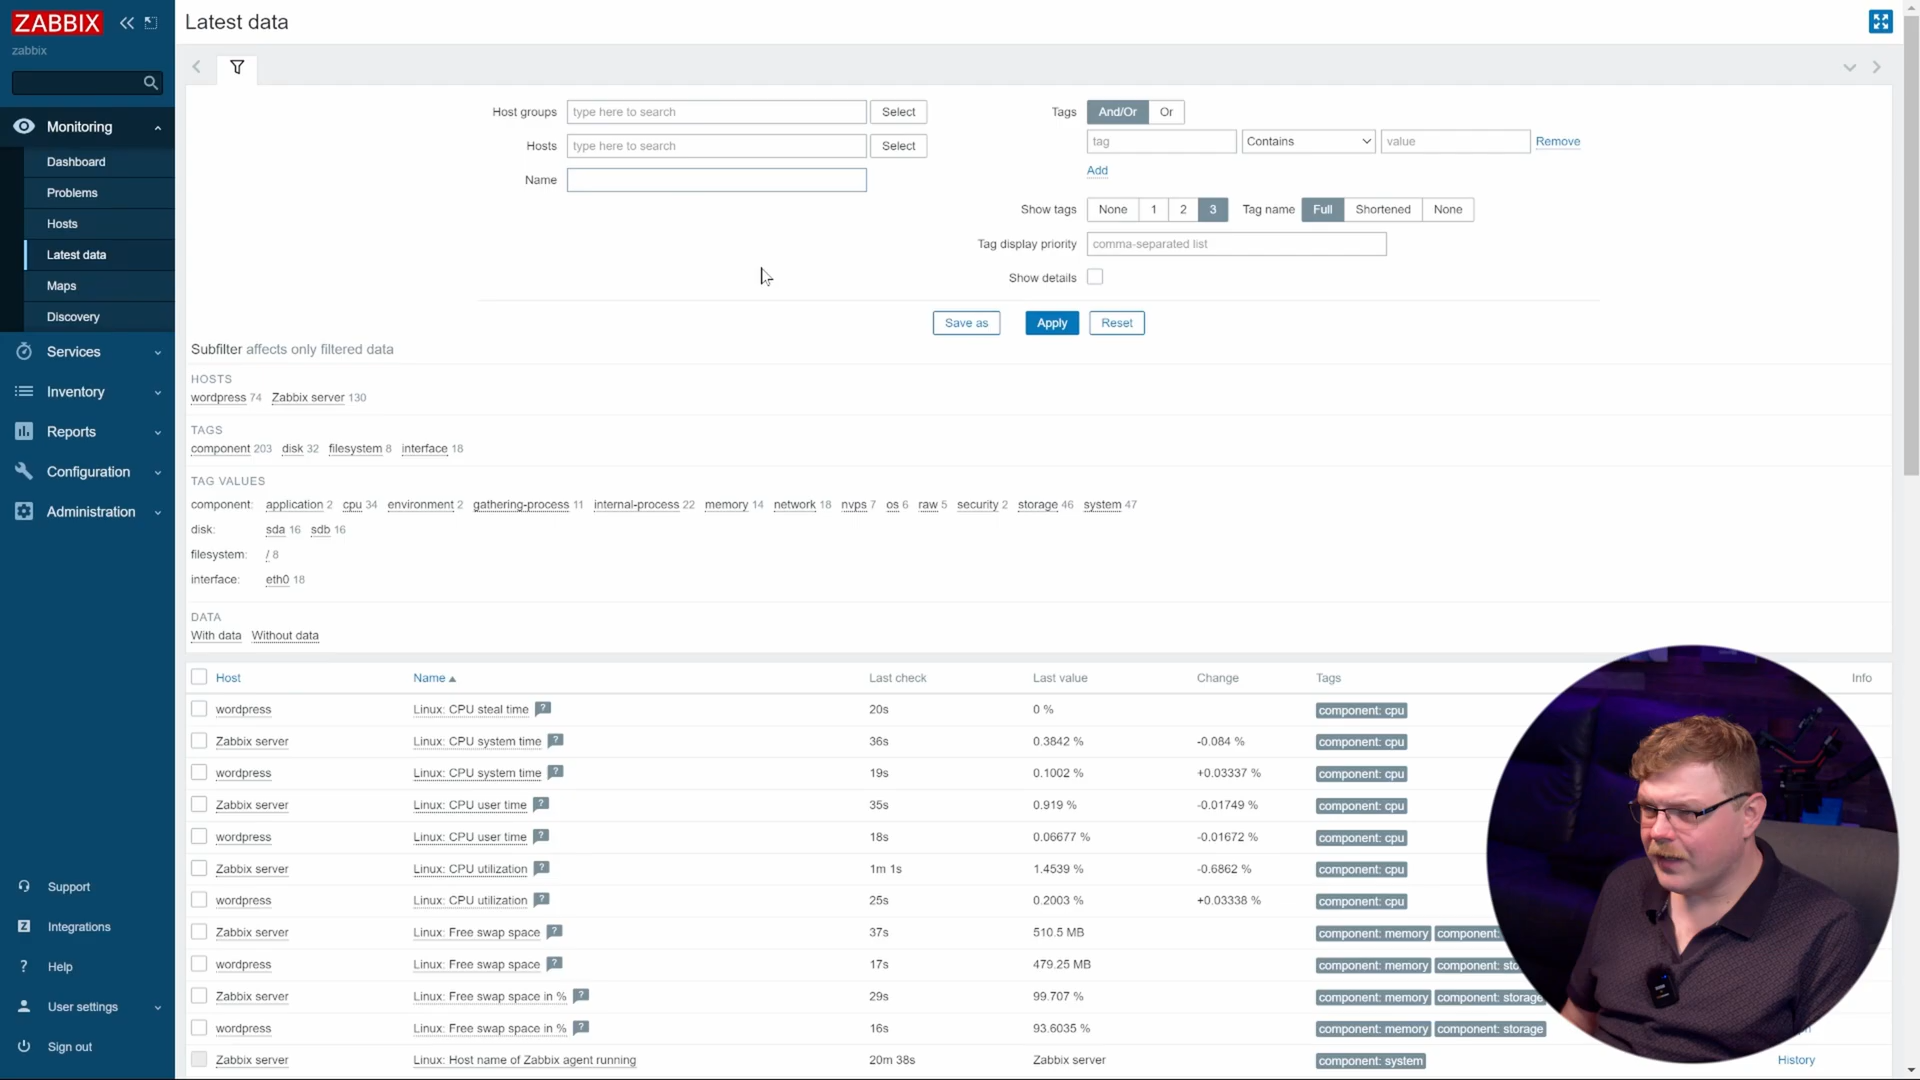 ZABBIX
zabbix
Monitoring
Dashboard
Problems
Hosts
Latest data
Maps
Discovery
Services
Inventory
Reports
Configuration
Administration
Support
Integrations
Help
User settings
Sign out
Latest data
Host groups type here to search Select
Hosts type here to search Select
Name
Tags And/Or Or
tag Contains value Remove
Add
Show tags None 1 2 3 Tag name Full Shortened None
Tag display priority comma-separated list
Show details
Save as Apply Reset
Subfilter affects only filtered data
HOSTS
wordpress 74 Zabbix server 130
TAGS
component 203 disk 32 filesystem 8 interface 18
TAG VALUES
component: application 2 cpu 34 environment 2 gathering-process 11 internal-process 22 memory 14 network 18 nvps 7 os 6 raw 5 security 2 storage 46 system 47
disk: sda 16 sdb 16
filesystem: / 8
interface: eth0 18
DATA
With data Without data
Host Name Last check Last value Change Tags Info
wordpress Linux: CPU steal time ? 20s 0 % component: cpu
Zabbix server Linux: CPU system time ? 36s 0.3842 % -0.084 % component: cpu
wordpress Linux: CPU system time ? 19s 0.1002 % +0.03337 % component: cpu
Zabbix server Linux: CPU user time ? 35s 0.919 % -0.01749 % component: cpu
wordpress Linux: CPU user time ? 18s 0.06677 % -0.01672 % component: cpu
Zabbix server Linux: CPU utilization ? 1m 1s 1.4539 % -0.6862 % component: cpu
wordpress Linux: CPU utilization ? 25s 0.2003 % +0.03338 % component: cpu
Zabbix server Linux: Free swap space ? 37s 510.5 MB component: memory component:
wordpress Linux: Free swap space ? 17s 479.25 MB component: memory component: sto
Zabbix server Linux: Free swap space in % ? 29s 99.707 % component: memory component: storage
wordpress Linux: Free swap space in % ? 16s 93.6035 % component: memory component: storage
Zabbix server Linux: Host name of Zabbix agent running 20m 38s Zabbix server component: system History